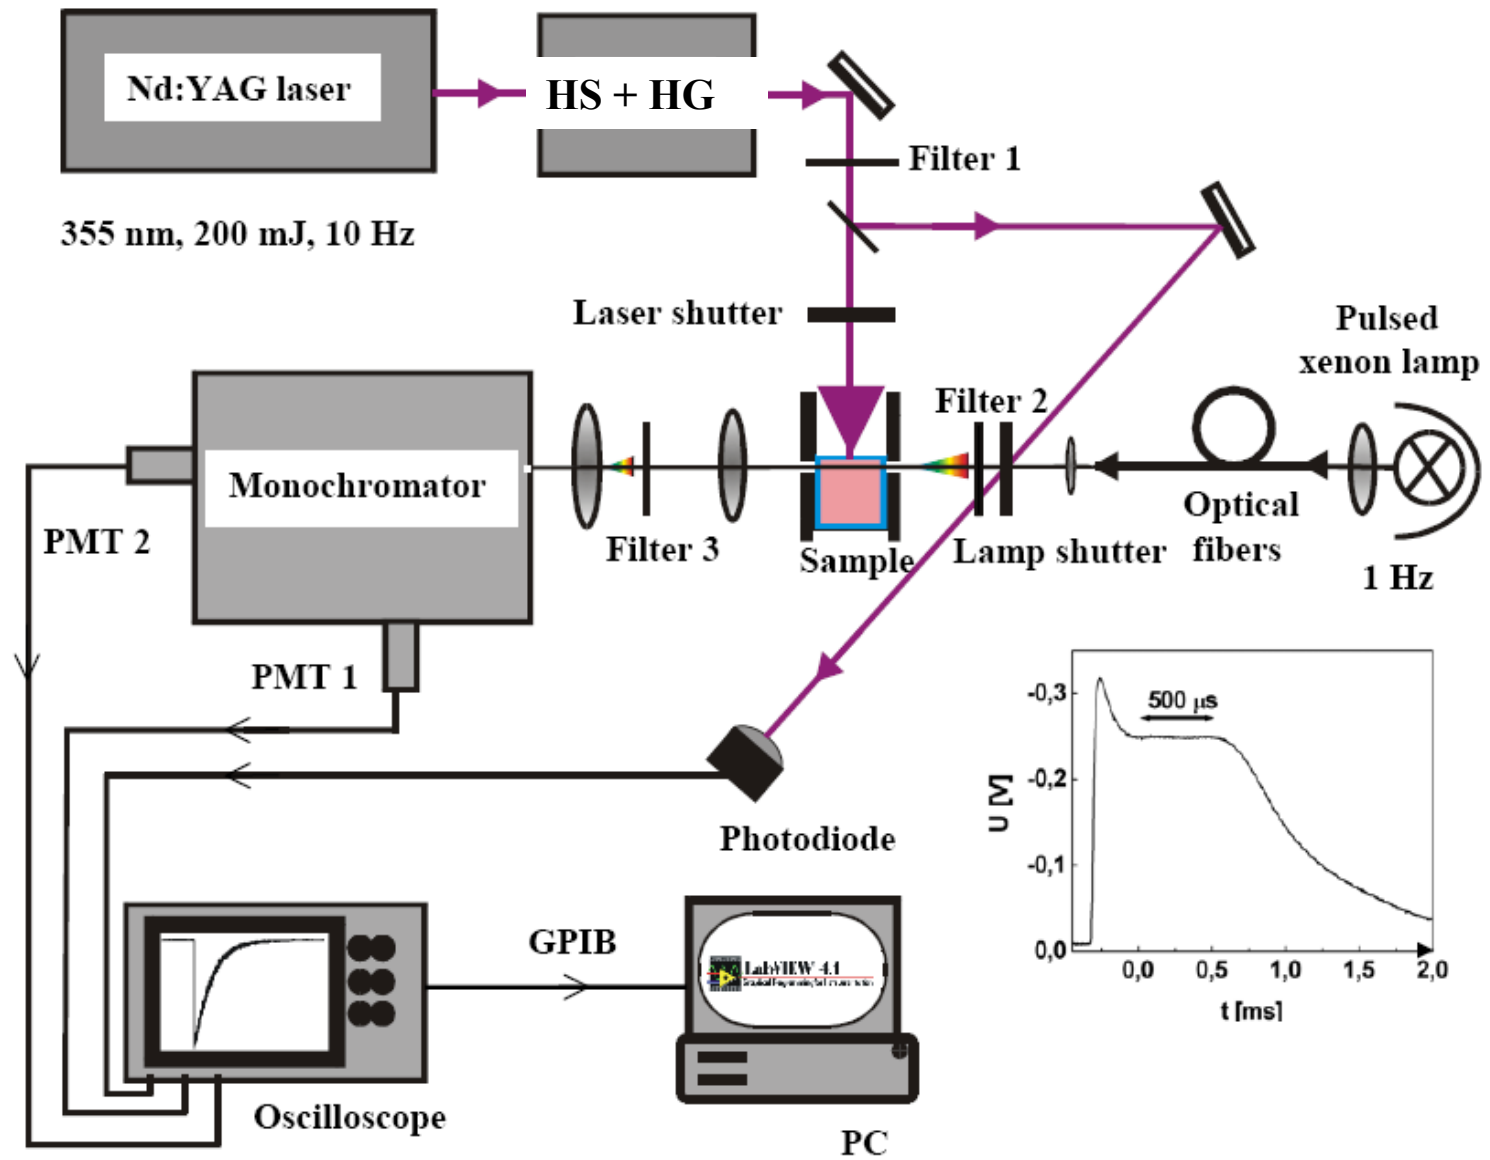 Nd:YAG laser
HS + HG
355 nm, 200 mJ, 10 Hz
Filter 1
Laser shutter
Pulsed
xenon lamp
Filter 2
Monochromator
PMT 2
Filter 3
Sample
Lamp shutter
Optical
fibers
1 Hz
PMT 1
Photodiode
-0,3
-0,2
-0,1
0,0
U [V]
500 μs
0,0 0,5 1,0 1,5 2,0
t [ms]
GPIB
LabVIEW 4.1
Oscilloscope
PC